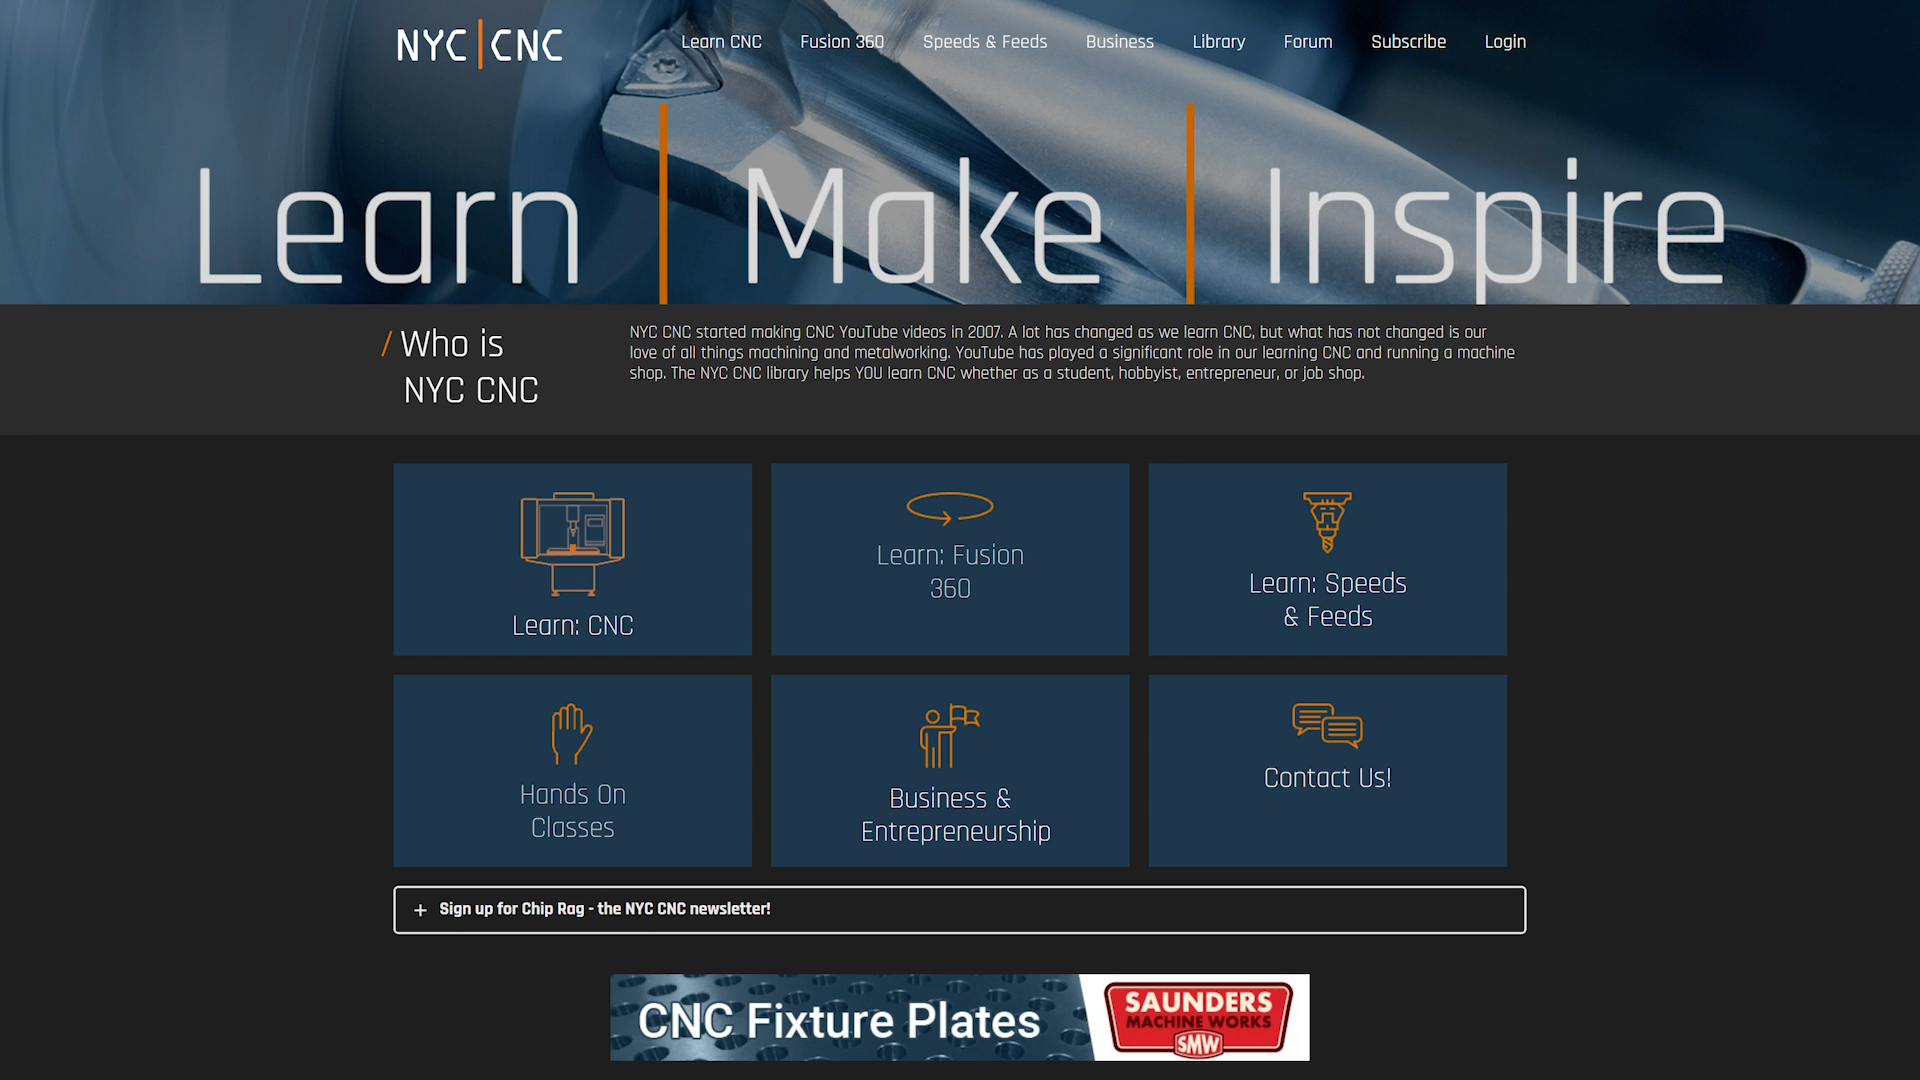 NYC|CNC
Learn CNC
Fusion 360
Speeds & Feeds
Business
Library
Forum
Subscribe
Login
Learn | Make | Inspire
/ Who is
NYC CNC
NYC CNC started making CNC YouTube videos in 2007. A lot has changed as we learn CNC, but what has not changed is our
love of all things machining and metalworking. YouTube has played a significant role in our learning CNC and running a machine
shop. The NYC CNC library helps YOU learn CNC whether as a student, hobbyist, entrepreneur, or job shop.
Learn: CNC
Learn: Fusion
360
Learn: Speeds
& Feeds
Hands On
Classes
Business &
Entrepreneurship
Contact Us!
+ Sign up for Chip Rag - the NYC CNC newsletter!
CNC Fixture Plates
SAUNDERS
MACHINE WORKS
SMW